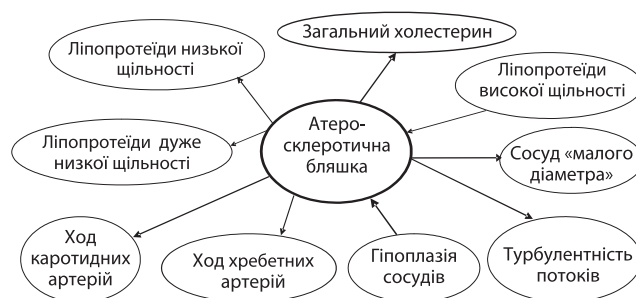 Загальний холестерин
Ліпопротеїди низької
щільності
Ліпопротеїди
високої щільності
Атеро-
склеротична
бляшка
Ліпопротеїди  дуже
низкої щільності
Сосуд «малого
діаметра»
Ход
каротидних
артерій
Ход хребетних
артерій
Гіпоплазія
сосудів
Турбулентність
потоків